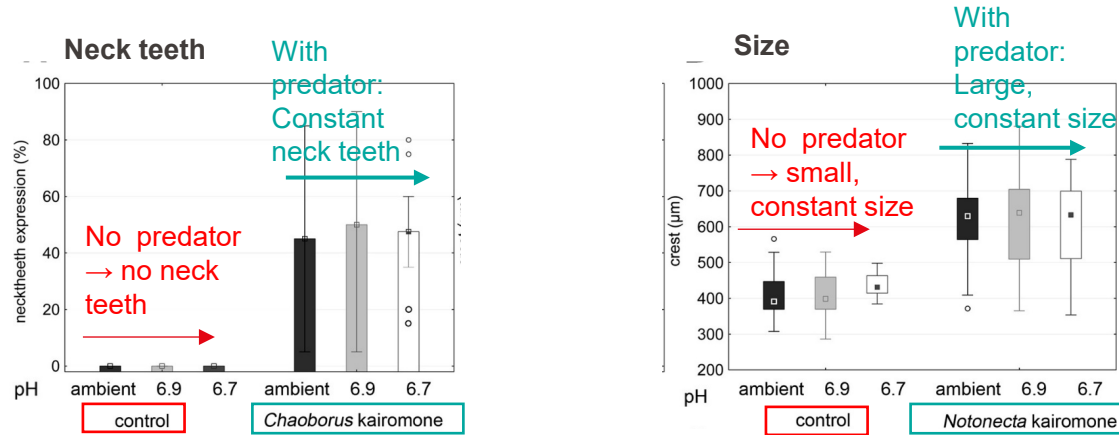 Neck teeth
With
predator:
Constant
neck teeth
No predator
→ no neck
teeth
necktheeth expression (%)
100
80
60
40
20
0
pH ambient 6.9 6.7 ambient 6.9 6.7
control
Chaoborus kairomone
Size
With
predator:
Large,
constant size
No predator
→ small,
constant size
crest (µm)
1000
900
800
700
600
500
400
300
200
pH ambient 6.9 6.7 ambient 6.9 6.7
control
Notonecta kairomone